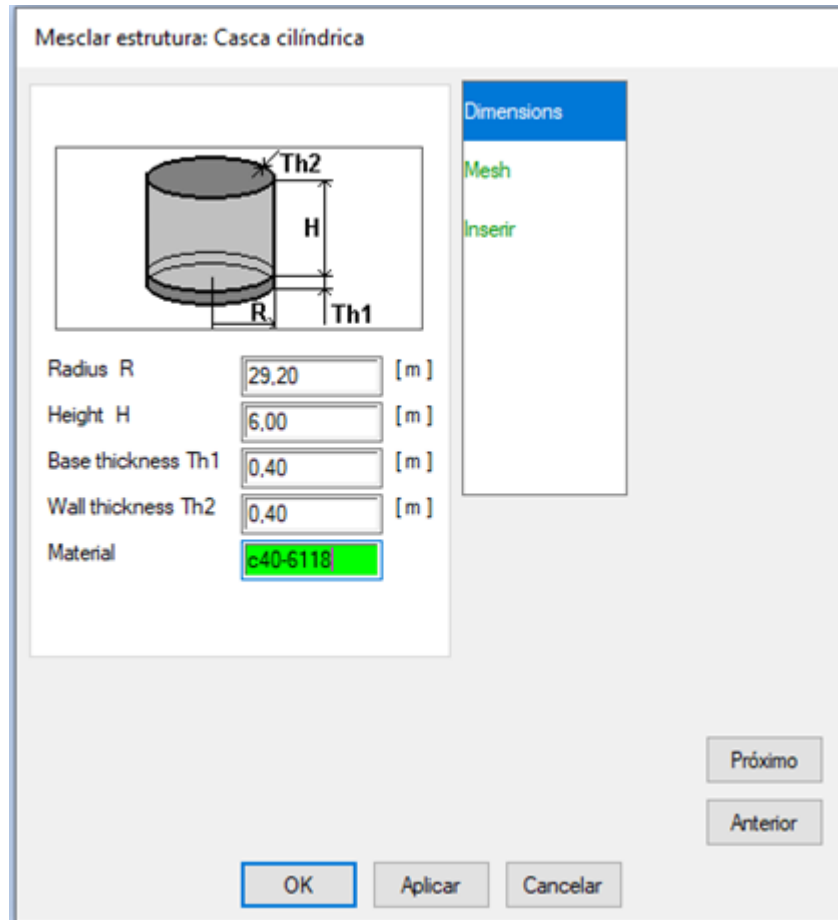 Mesclar estrutura: Casca cilíndrica
Dimensions
Mesh
Inserir
Th2
H
R
Th1
Radius R 29,20 [ m ]
Height H 6,00 [ m ]
Base thickness Th1 0,40 [ m ]
Wall thickness Th2 0,40 [ m ]
Material c40-6118
Próximo
Anterior
OK Aplicar Cancelar